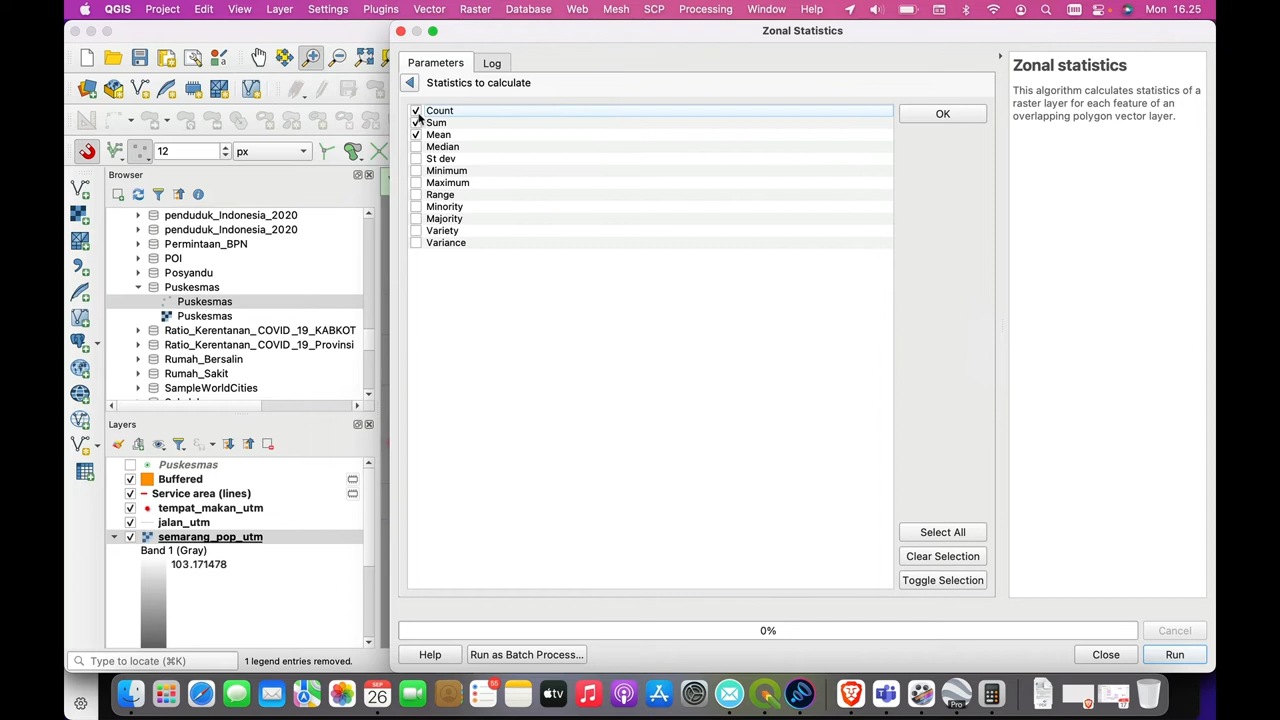 QGIS Project Edit View Layer Settings Plugins Vector Raster Database Web Mesh SCP Processing Window Help Mon 16.25
Zonal Statistics
Parameters Log
Statistics to calculate
Count
Sum
Mean
Median
St dev
Minimum
Maximum
Range
Minority
Majority
Variety
Variance
OK
Select All
Clear Selection
Toggle Selection
0%
Cancel
Help
Run as Batch Process...
Close
Run
Zonal statistics
This algorithm calculates statistics of a
raster layer for each feature of an
overlapping polygon vector layer.
12
px
Browser
penduduk_Indonesia_2020
penduduk_Indonesia_2020
Permintaan_BPN
POI
Posyandu
Puskesmas
Puskesmas
Puskesmas
Ratio_Kerentanan_COVID_19_KABKOT
Ratio_Kerentanan_COVID_19_Provinsi
Rumah_Bersalin
Rumah_Sakit
SampleWorldCities
Layers
Puskesmas
Buffered
Service area (lines)
tempat_makan_utm
jalan_utm
semarang_pop_utm
Band 1 (Gray)
103.171478
Type to locate (⌘K)
1 legend entries removed.
SEP
26
55
tv
Pro
17